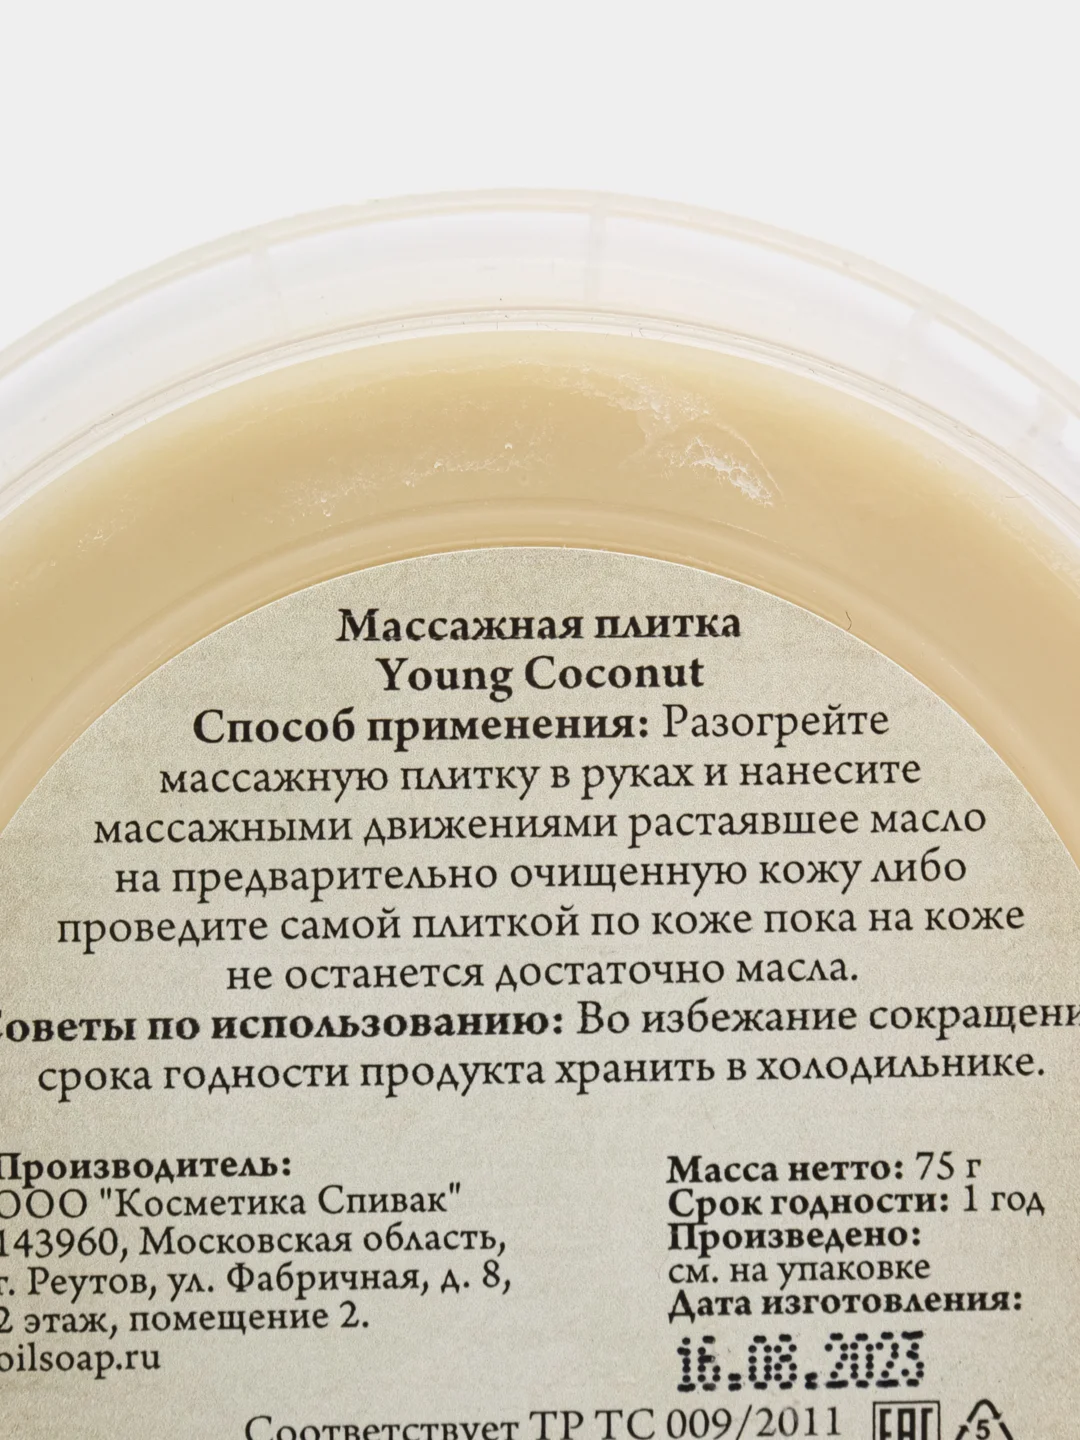 Массажная плитка
Young Coconut
Способ применения: Разогрейте
массажную плитку в руках и нанесите
массажными движениями растаявшее масло
на предварительно очищенную кожу либо
проведите самой плиткой по коже пока на коже
не останется достаточно масла.
Советы по использованию: Во избежание сокращени
срока годности продукта хранить в холодильнике.
Производитель:
ООО "Косметика Спивак"
143960, Московская область,
г. Реутов, ул. Фабричная, д. 8,
2 этаж, помещение 2.
oilsoap.ru
Масса нетто: 75 г
Срок годности: 1 год
Произведено:
см. на упаковке
Дата изготовления:
16.08.2023
Соответствует ТР ТС 009/2011 EAC 5